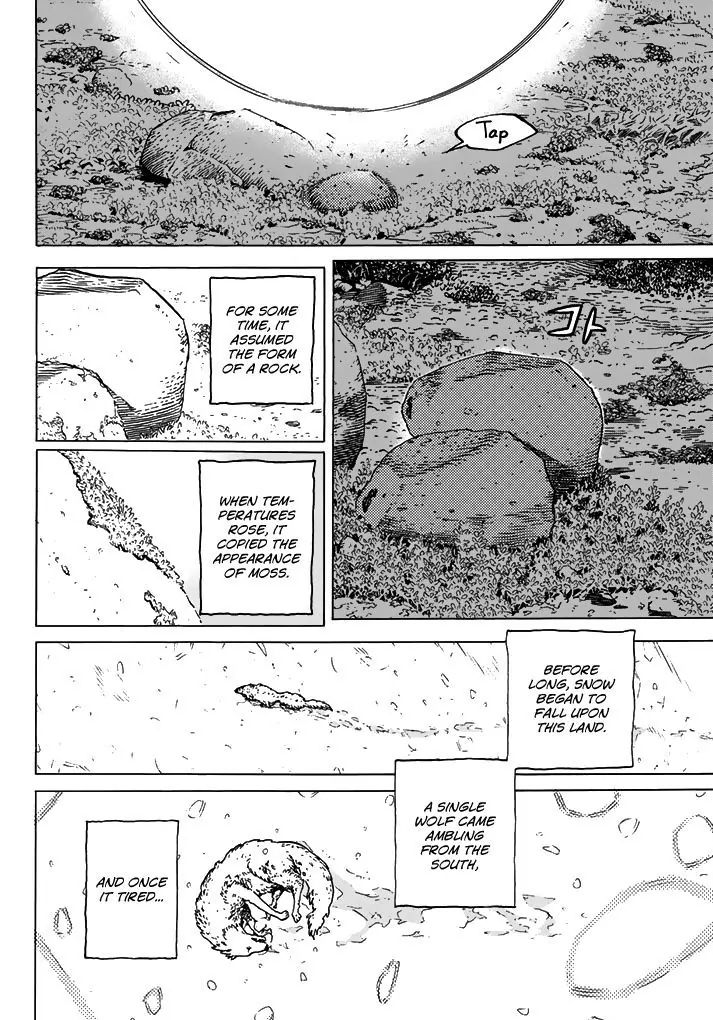 Tap
コト
FOR SOME
TIME, IT
ASSUMED
THE FORM
OF A ROCK.
WHEN TEM-
PERATURES
ROSE, IT
COPIED THE
APPEARANCE
OF MOSS.
BEFORE
LONG, SNOW
BEGAN TO
FALL UPON
THIS LAND.
A SINGLE
WOLF CAME
AMBLING
FROM THE
SOUTH,
AND ONCE
IT TIRED...